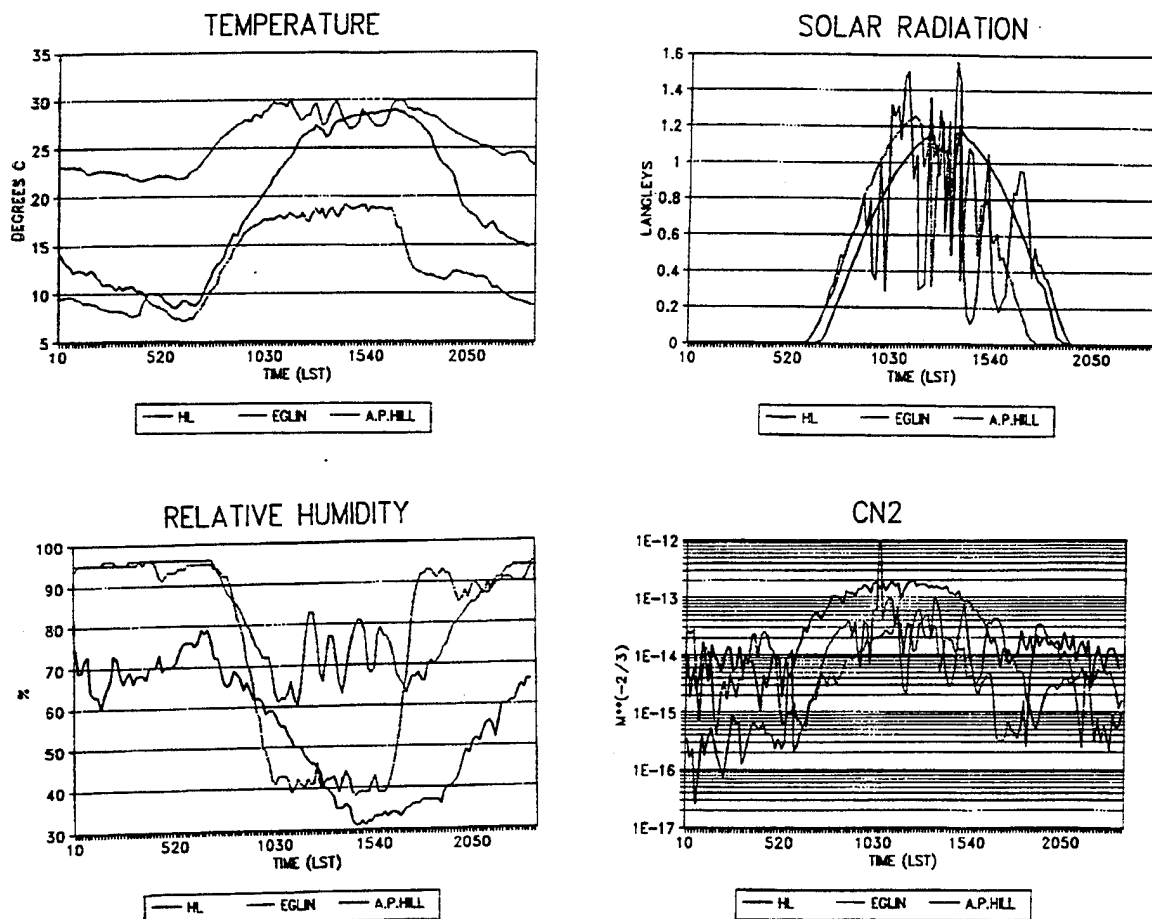 TEMPERATURE
35
30
25
20
15
10
5
DEGREES C
10 520 1030 1540 2050
TIME (LST)
HL EGLIN A.P.HILL
SOLAR RADIATION
1.6
1.4
1.2
1
0.8
0.6
0.4
0.2
0
LANGLEYS
10 520 1030 1540 2050
TIME (LST)
HL EGLIN A.P.HILL
RELATIVE HUMIDITY
100
90
80
70
60
50
40
30
%
10 520 1030 1540 2050
TIME (LST)
HL EGLIN A.P.HILL
CN2
1E-12
1E-13
1E-14
1E-15
1E-16
1E-17
M**(-2/3)
10 520 1030 1540 2050
TIME (LST)
HL EGLIN A.P.HILL